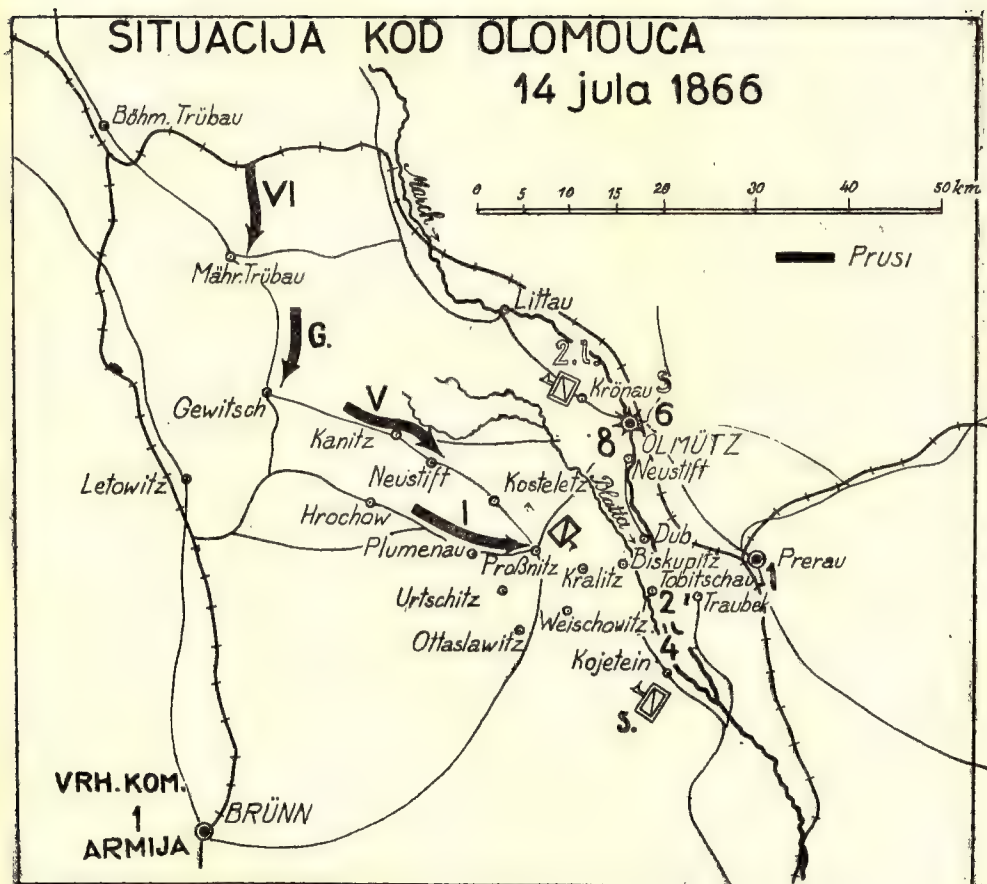 SITUACIJA KOD OLOMOUCA
14 jula 1866
Böhm. Trübau
VI
March
0 5 10 15 20 30 40 50 km
Prusi
Mähr. Trübau
Littau
G.
2.l.
Krönau
S
6
Gewitsch
V
8
OLMÜTZ
Kanitz
Neustift
Neustift
Letowitz
Kosteletz
Blatta
Hrochow
I
Dub
Plumenau
Proßnitz
Biskupitz
Prerau
1
Kralitz
Tobitschau
Urtschitz
2
Traubek
Weischowitz
Ottaslawitz
4
Kojetein
S.
VRH. KOM.
1
ARMIJA
BRÜNN